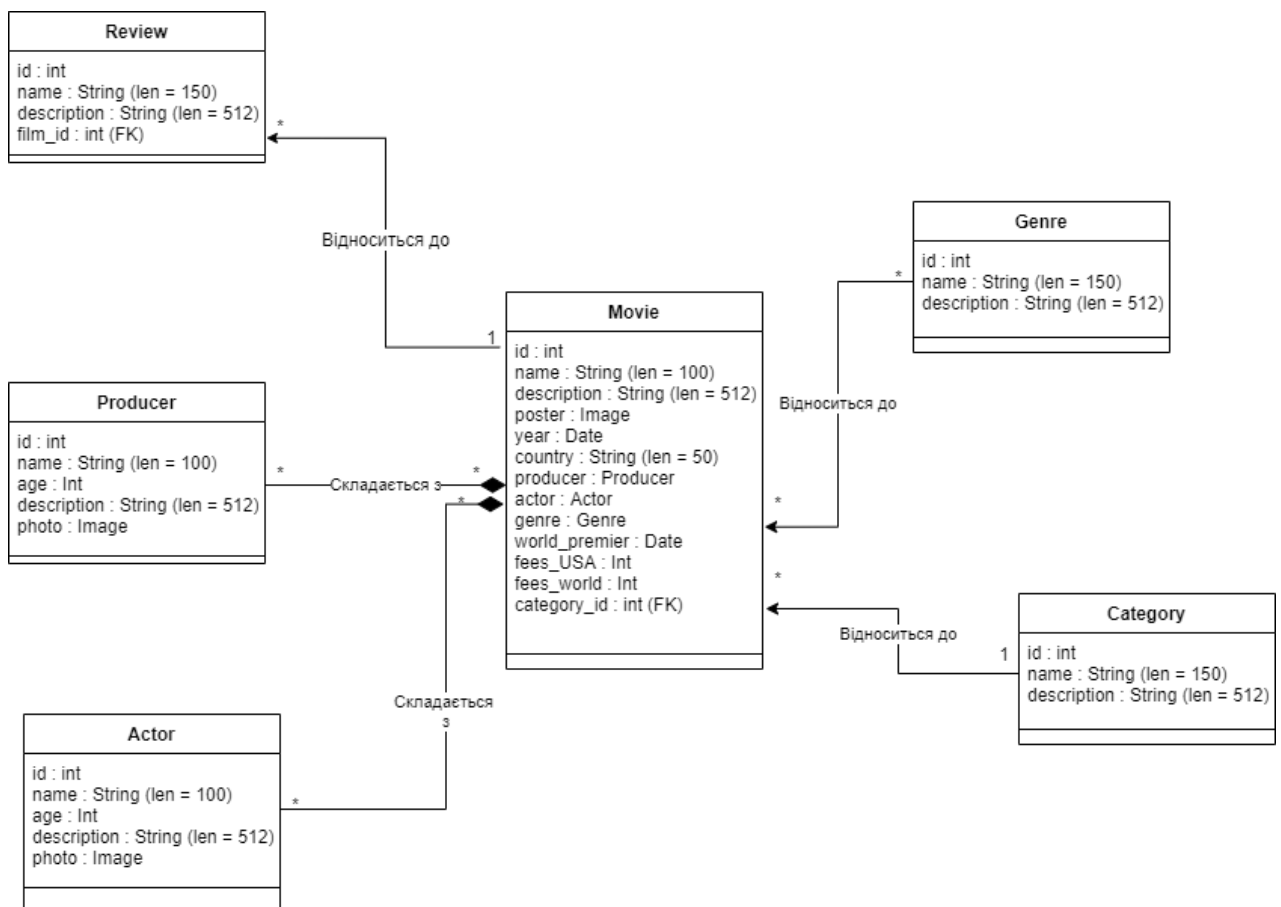 Review
id : int
name : String (len = 150)
description : String (len = 512)
film_id : int (FK)
*
Відноситься до
1
Genre
id : int
name : String (len = 150)
description : String (len = 512)
*
Відноситься до
*
Movie
id : int
name : String (len = 100)
description : String (len = 512)
poster : Image
year : Date
country : String (len = 50)
producer : Producer
actor : Actor
genre : Genre
world_premier : Date
fees_USA : Int
fees_world : Int
category_id : int (FK)
Producer
id : int
name : String (len = 100)
age : Int
description : String (len = 512)
photo : Image
*
Складається з
*
*
Складається
з
*
Actor
id : int
name : String (len = 100)
age : Int
description : String (len = 512)
photo : Image
*
Відноситься до
1
Category
id : int
name : String (len = 150)
description : String (len = 512)